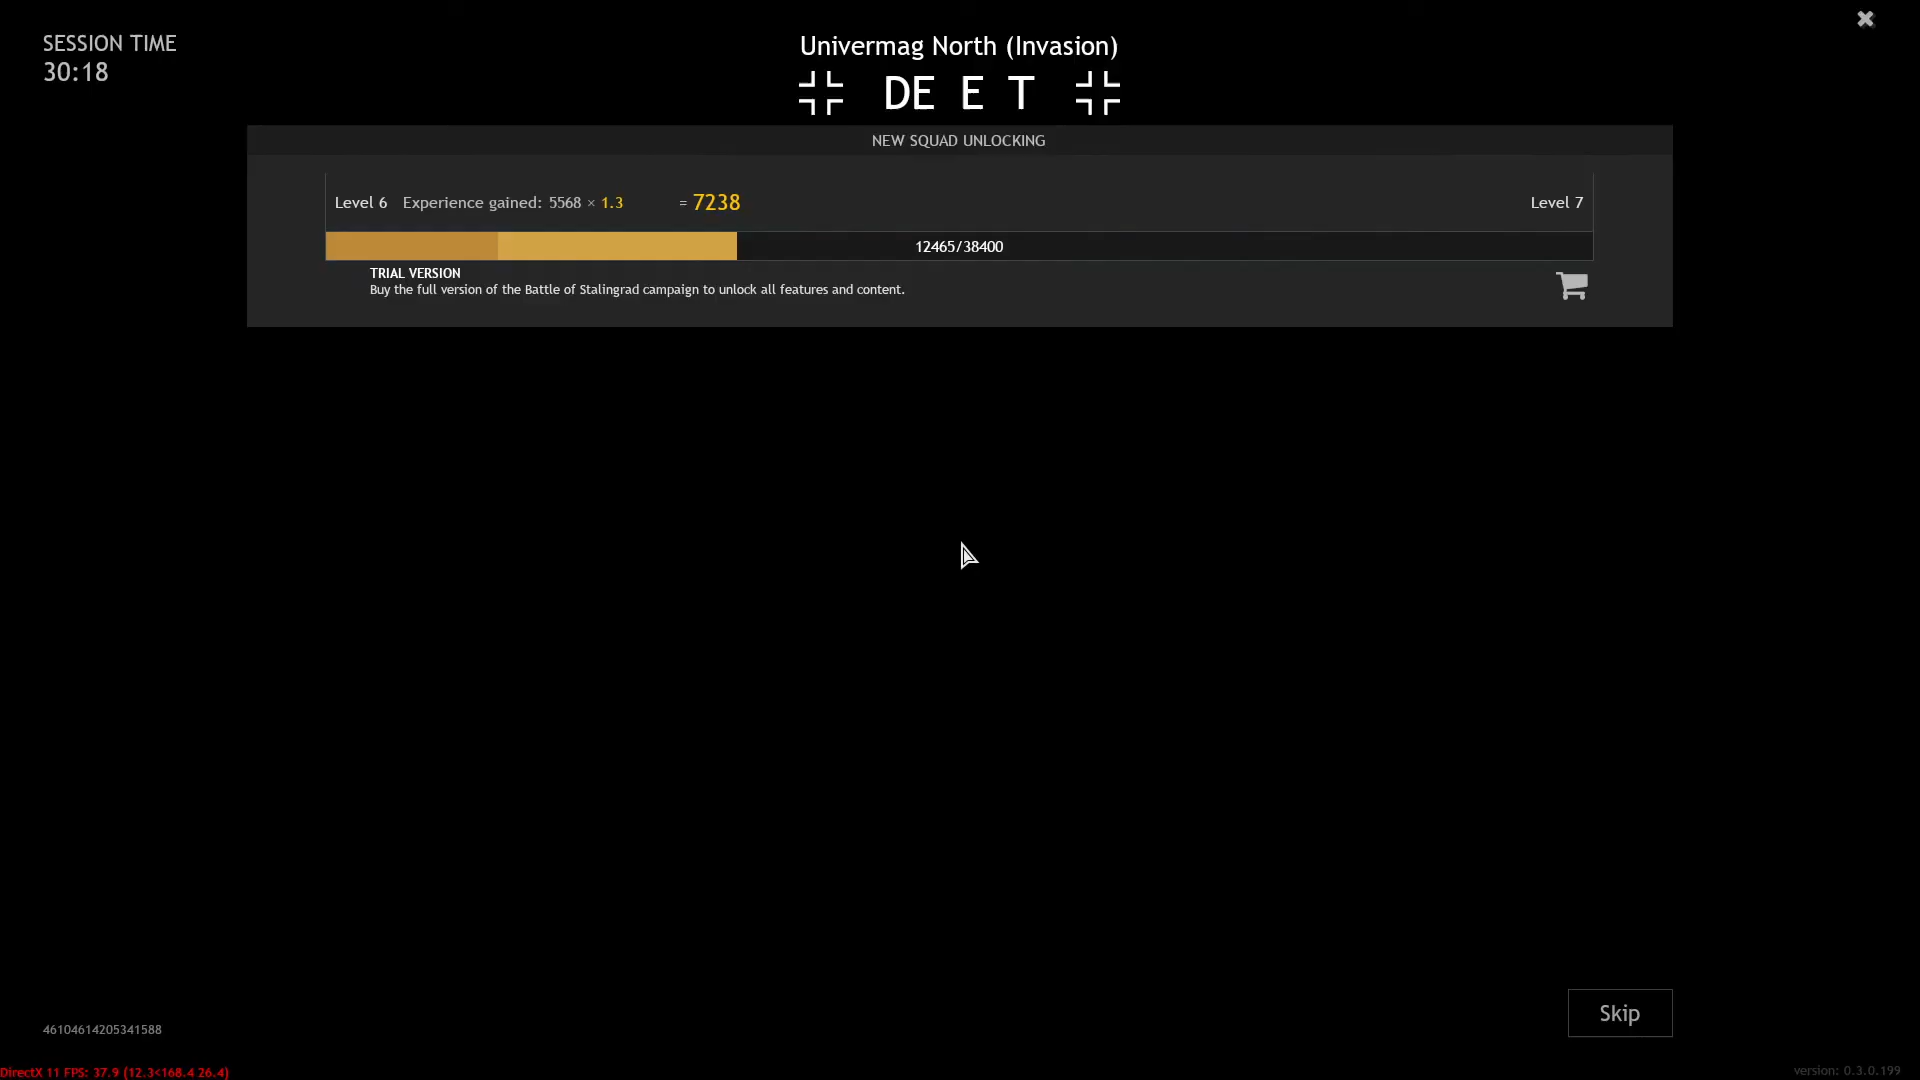 SESSION TIME
30:18
Univermag North (Invasion)
DE E T
NEW SQUAD UNLOCKING
Level 6 Experience gained: 5568 × 1.3 = 7238
Level 7
12465/38400
TRIAL VERSION
Buy the full version of the Battle of Stalingrad campaign to unlock all features and content.
Skip
46104614205341588
DirectX 11 FPS: 37.9 (12.3<168.4 26.4)
version: 0.3.0.199